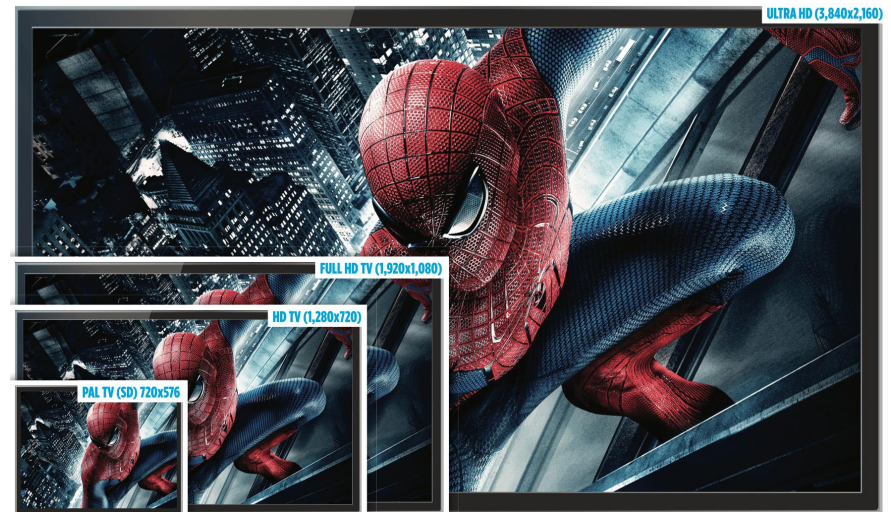 ULTRA HD (3,840x2,160)
FULL HD TV (1,920x1,080)
HD TV (1,280x720)
PAL TV (SD) 720x576